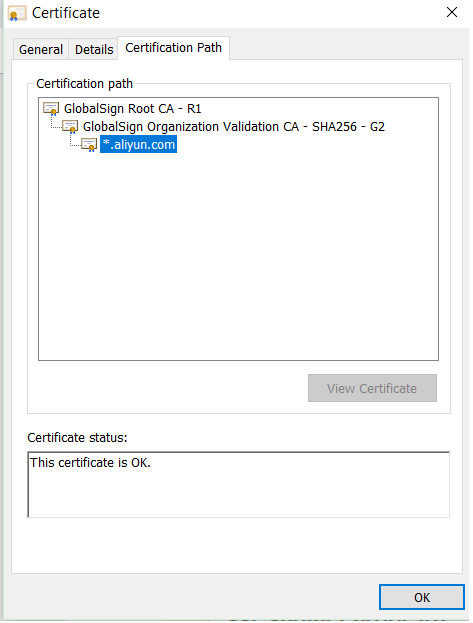 Certificate
General
Details
Certification Path
Certification path
GlobalSign Root CA - R1
GlobalSign Organization Validation CA - SHA256 - G2
*.aliyun.com
View Certificate
Certificate status:
This certificate is OK.
OK